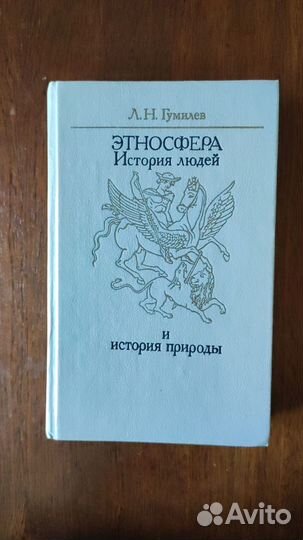 Л. Н. Гумилев
ЭТНОСФЕРА
История людей
и
история природы
Avito